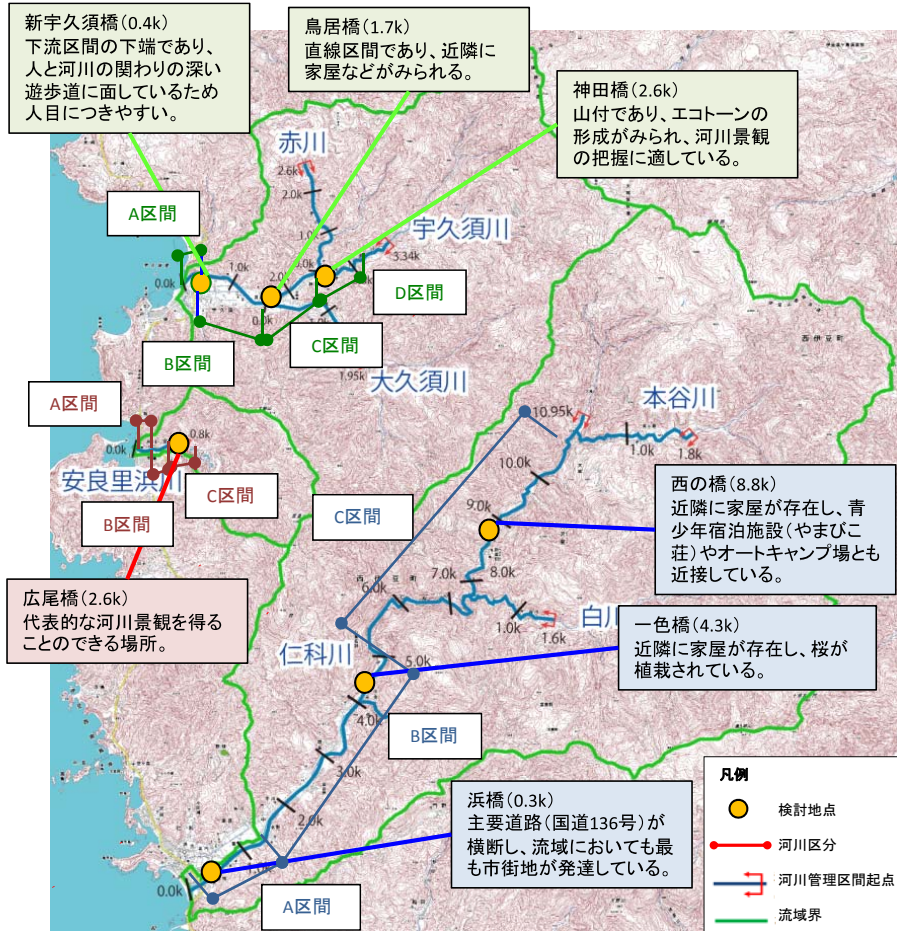 新宇久須橋(0.4k)
下流区間の下端であり、
人と河川の関わりの深い
遊歩道に面しているため
人目につきやすい。
鳥居橋(1.7k)
直線区間であり、近隣に
家屋などがみられる。
神田橋(2.6k)
山付であり、エコトーンの
形成がみられ、河川景観
の把握に適している。
赤川
2.6k
2.0k
1.0k
宇久須川
3.34k
A区間
0.0k
1.0k
2.0k
0.0k
D区間
B区間
C区間
1.95k
大久須川
A区間
0.0k
0.8k
安良里浜川
C区間
B区間
10.95k
本谷川
1.0k
1.8k
10.0k
9.0k
C区間
西の橋(8.8k)
近隣に家屋が存在し、青
少年宿泊施設(やまびこ
荘)やオートキャンプ場とも
近接している。
西伊豆町
8.0k
7.0k
6.0k
1.0k
1.6k
白川
広尾橋(2.6k)
代表的な河川景観を得る
ことのできる場所。
一色橋(4.3k)
近隣に家屋が存在し、桜が
植栽されている。
仁科川
5.0k
4.0k
B区間
3.0k
2.0k
1.0k
0.0k
浜橋(0.3k)
主要道路(国道136号)が
横断し、流域においても最
も市街地が発達している。
A区間
凡例
検討地点
河川区分
河川管理区間起点
流域界